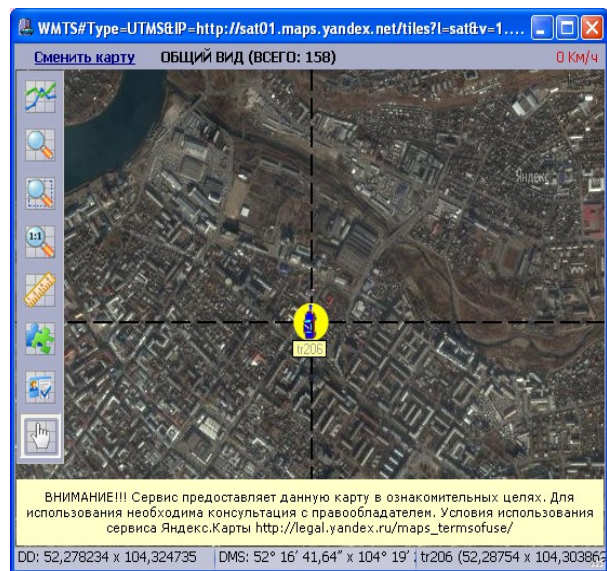 WMTS#Type=UTMS&IP=http://sat01.maps.yandex.net/tiles?l=sat&v=1....
Сменить карту ОБЩИЙ ВИД (ВСЕГО: 158) 0 Км/ч
Яндекс
1:1
tr206
ВНИМАНИЕ!!! Сервис предоставляет данную карту в ознакомительных целях. Для
использования необходима консультация с правообладателем. Условия использования
сервиса Яндекс.Карты http://legal.yandex.ru/maps_termsofuse/
DD: 52,278234 x 104,324735 DMS: 52° 16' 41,64" x 104° 19' tr206 (52,28754 x 104,30386